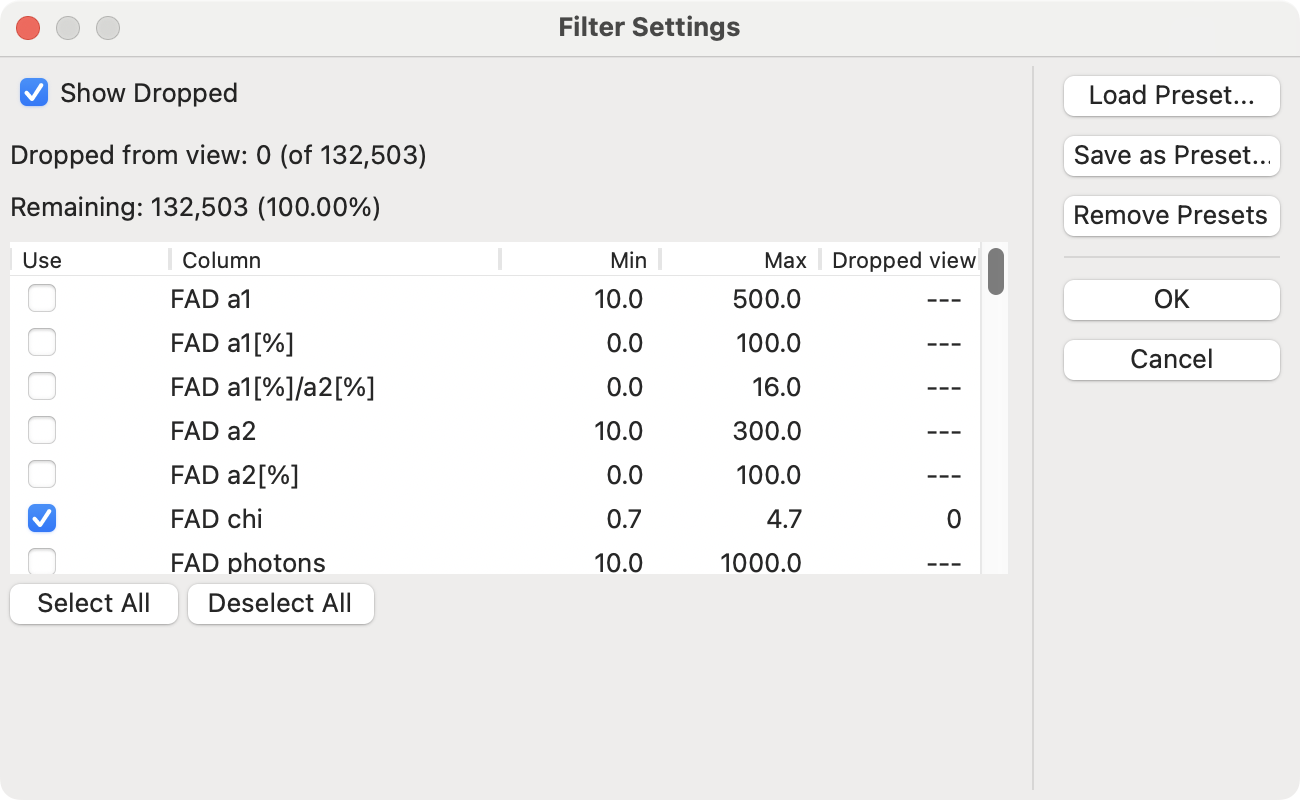 Filter Settings
Show Dropped
Dropped from view: 0 (of 132,503)
Remaining: 132,503 (100.00%)
Use Column Min Max Dropped view
FAD a1 10.0 500.0 ---
FAD a1[%] 0.0 100.0 ---
FAD a1[%]/a2[%] 0.0 16.0 ---
FAD a2 10.0 300.0 ---
FAD a2[%] 0.0 100.0 ---
FAD chi 0.7 4.7 0
FAD photons 10.0 1000.0 ---
Select All Deselect All
Load Preset...
Save as Preset...
Remove Presets
OK
Cancel